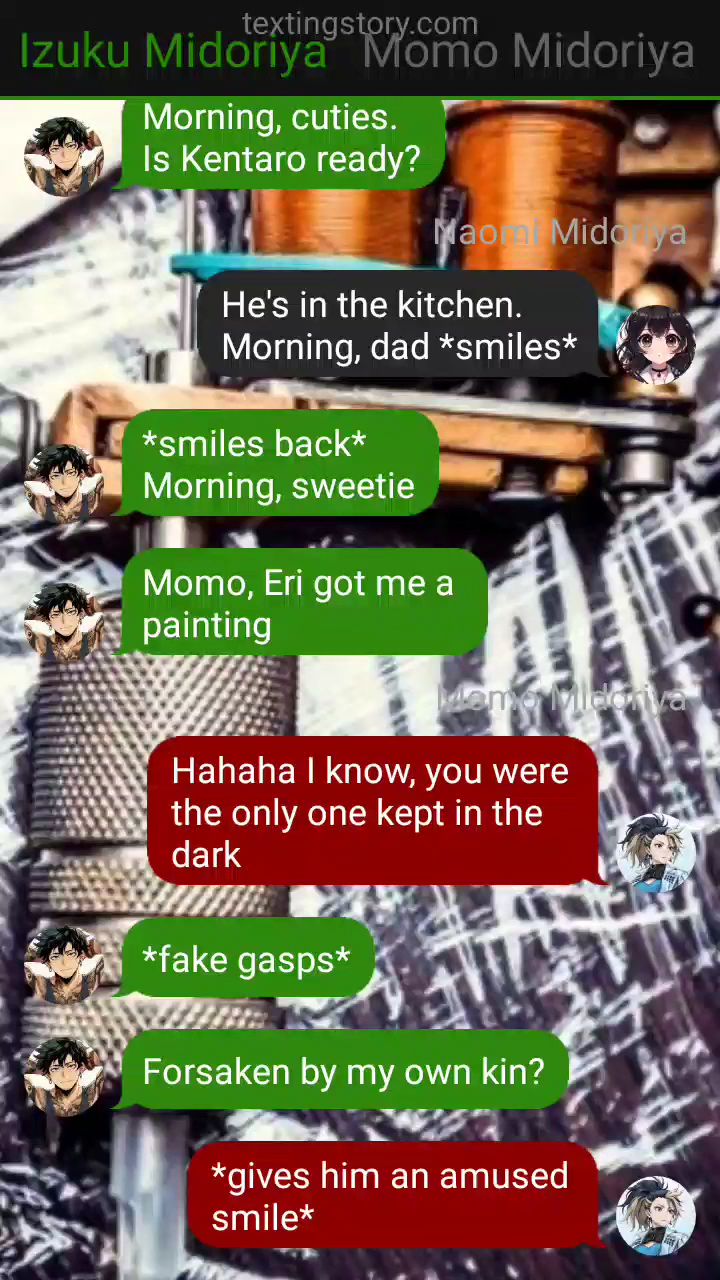 textingstory.com
Izuku Midoriya Momo Midoriya
Morning, cuties.
Is Kentaro ready?
Naomi Midoriya
He's in the kitchen.
Morning, dad *smiles*
*smiles back*
Morning, sweetie
Momo, Eri got me a
painting
Momo Midoriya
Hahaha I know, you were
the only one kept in the
dark
*fake gasps*
Forsaken by my own kin?
*gives him an amused
smile*